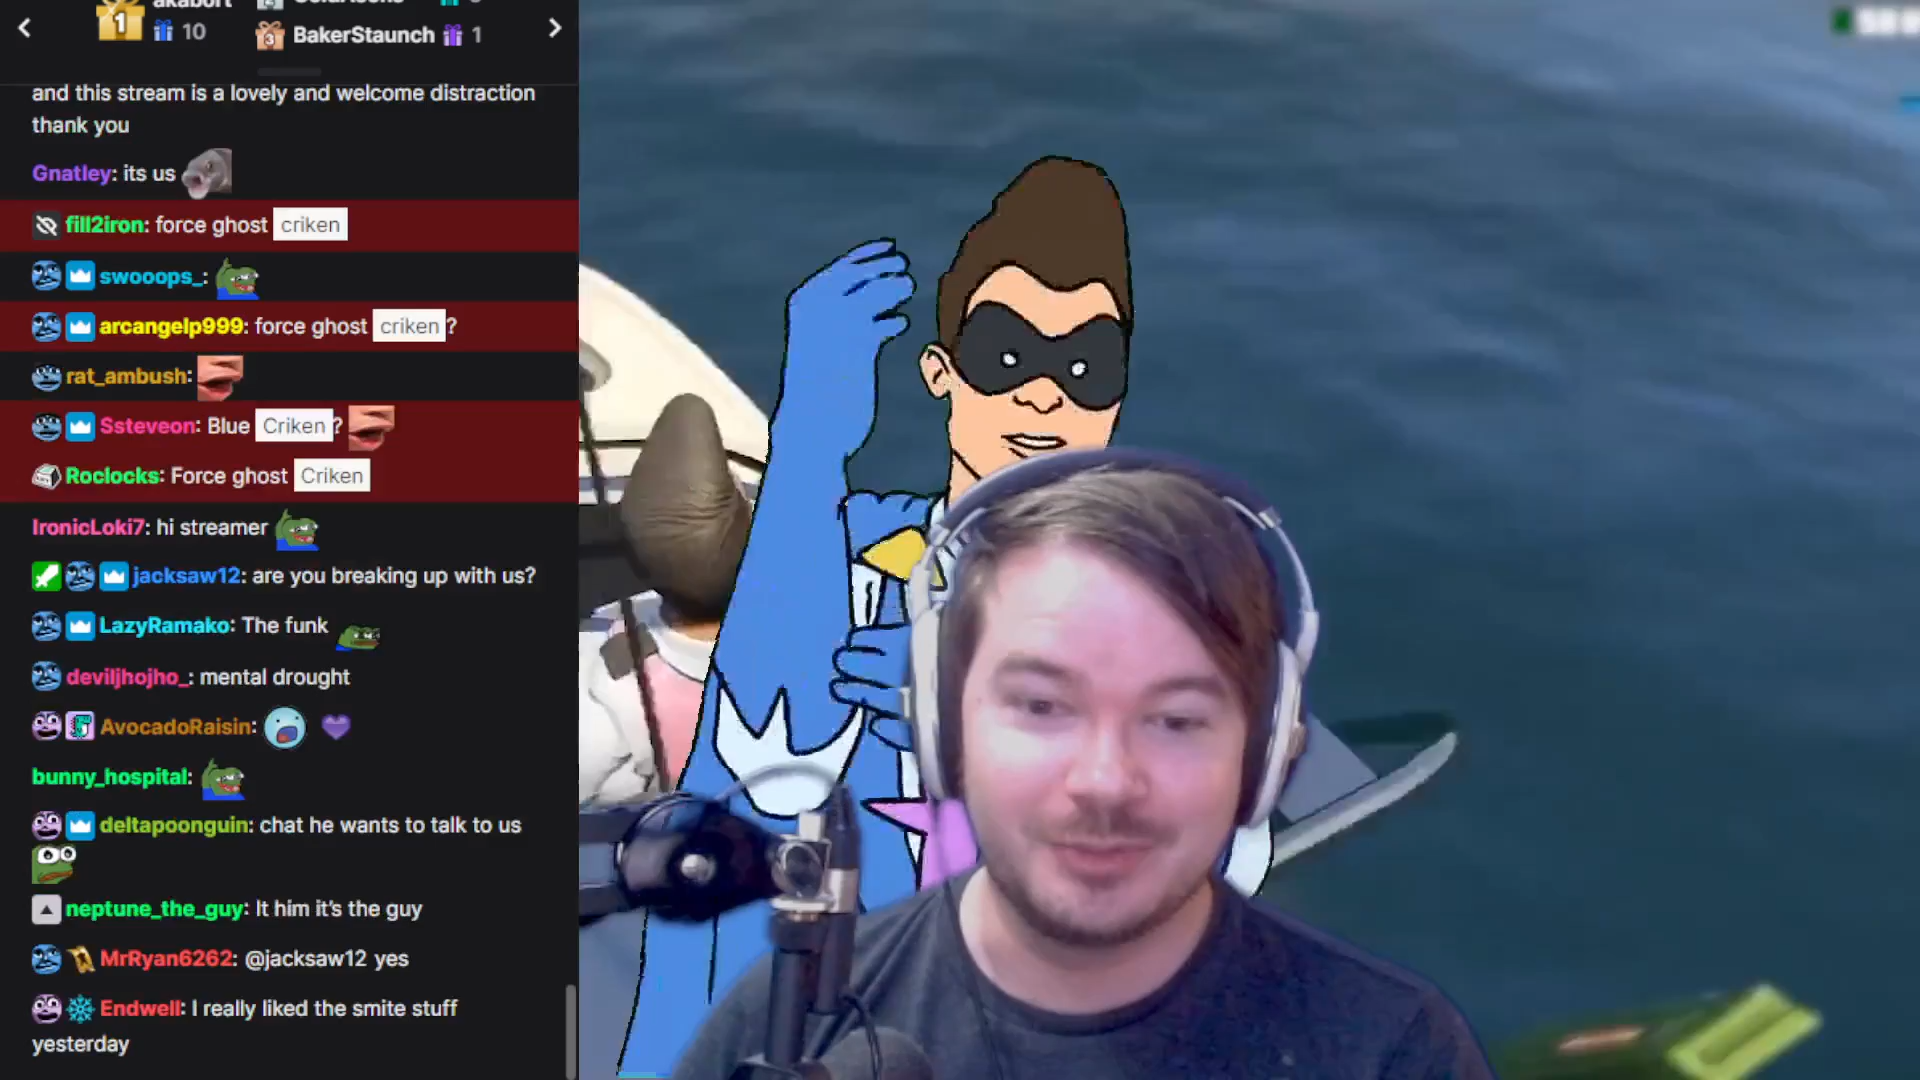 10
BakerStaunch 1
and this stream is a lovely and welcome distraction
thank you
Gnatley: its us
fill2iron: force ghost criken
swooops_:
arcangelp999: force ghost criken ?
rat_ambush:
Ssteveon: Blue Criken ?
Roclocks: Force ghost Criken
IronicLoki7: hi streamer
jacksaw12: are you breaking up with us?
LazyRamako: The funk
deviljhojho_: mental drought
AvocadoRaisin:
bunny_hospital:
deltapoonguin: chat he wants to talk to us
neptune_the_guy: It him it's the guy
MrRyan6262: @jacksaw12 yes
Endwell: I really liked the smite stuff
yesterday